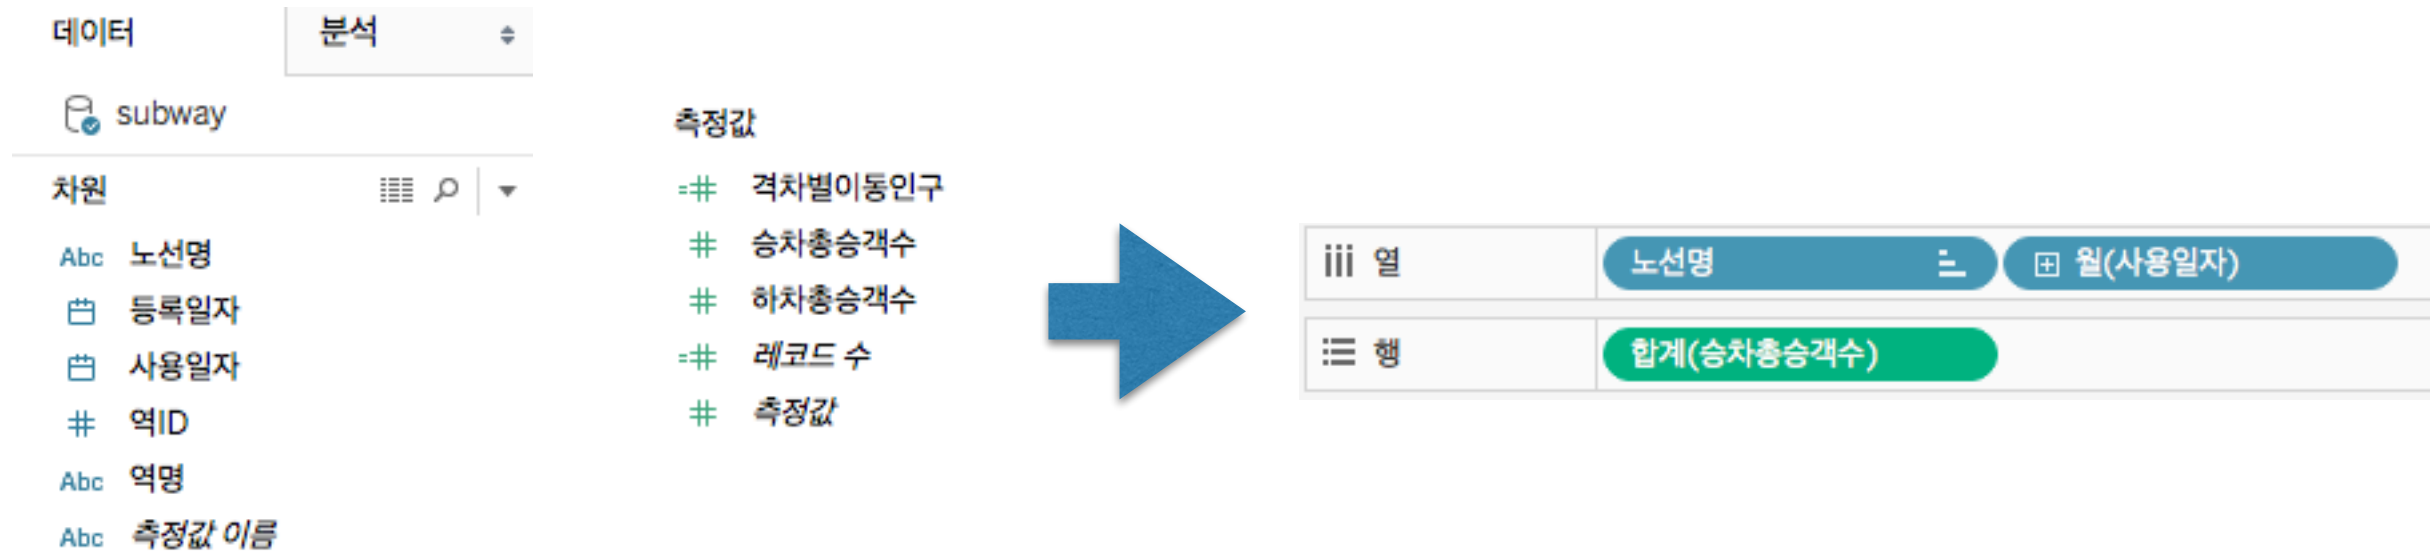 데이터
분석
subway
차원
Abc 노선명
등록일자
사용일자
역ID
Abc 역명
Abc 측정값 이름
측정값
=# 격차별이동인구
# 승차총승객수
# 하차총승객수
=# 레코드 수
# 측정값
iii 열 노선명 월(사용일자)
행 합계(승차총승객수)